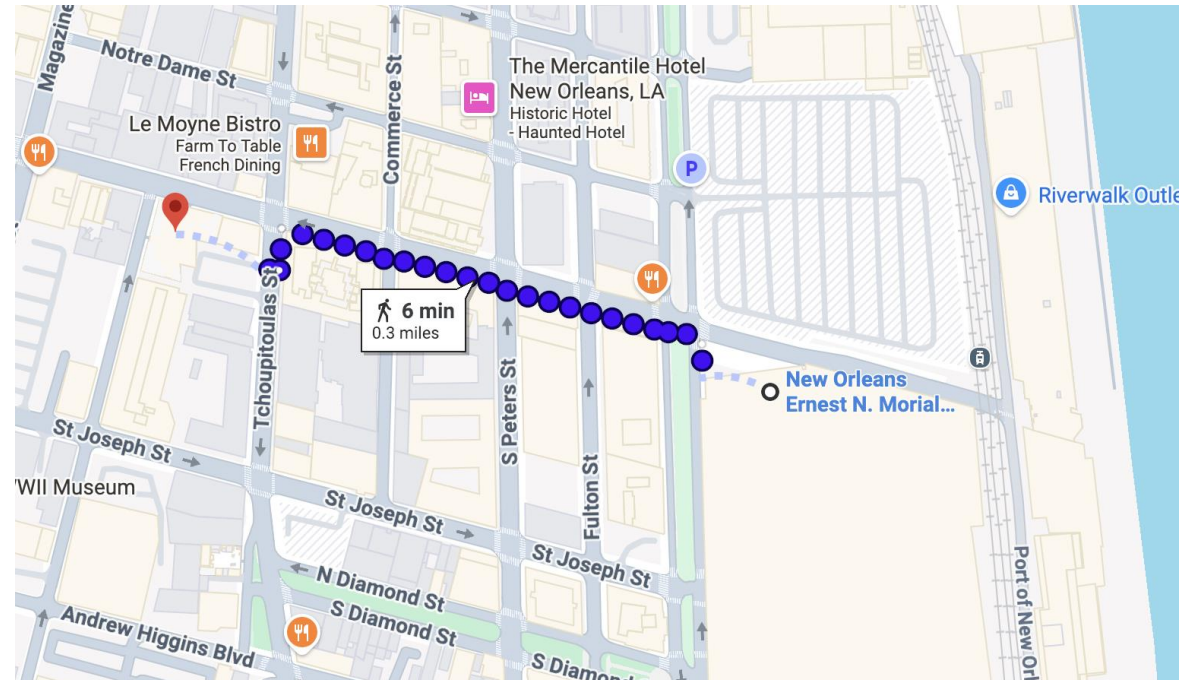 Magazine
Notre Dame St
Commerce St
The Mercantile Hotel
New Orleans, LA
Historic Hotel
- Haunted Hotel
Le Moyne Bistro
Farm To Table
French Dining
P
Riverwalk Outle
6 min
0.3 miles
Tchoupitoulas St
S Peters St
Fulton St
New Orleans
Ernest N. Morial...
St Joseph St
WII Museum
St Joseph St
St Joseph St
N Diamond St
S Diamond St
S Diamon
Andrew Higgins Blvd
Port of New Orl